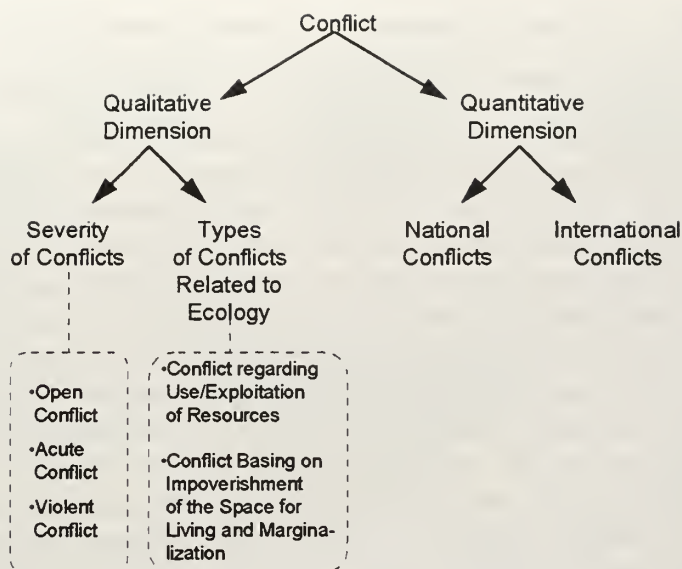 Conflict
Qualitative
Dimension
Quantitative
Dimension
Severity
of Conflicts
Types
of Conflicts
Related to
Ecology
National
Conflicts
International
Conflicts
•Open
Conflict
•Acute
Conflict
•Violent
Conflict
•Conflict regarding
Use/Exploitation
of Resources
•Conflict Basing on
Impoverishment
of the Space for
Living and Margina-
lization